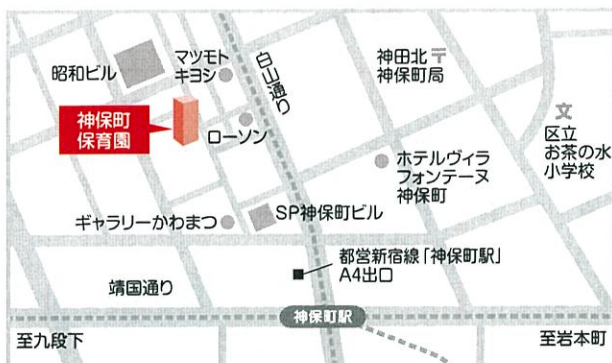 マツモト
キヨシ
昭和ビル
白山通り
神田北
神保町局
神保町
保育園
ローソン
文
区立
お茶の水
小学校
ホテルヴィラ
フォンテーヌ
神保町
SP神保町ビル
ギャラリーかわまつ
都営新宿線「神保町駅」
A4出口
靖国通り
神保町駅
至九段下
至岩本町